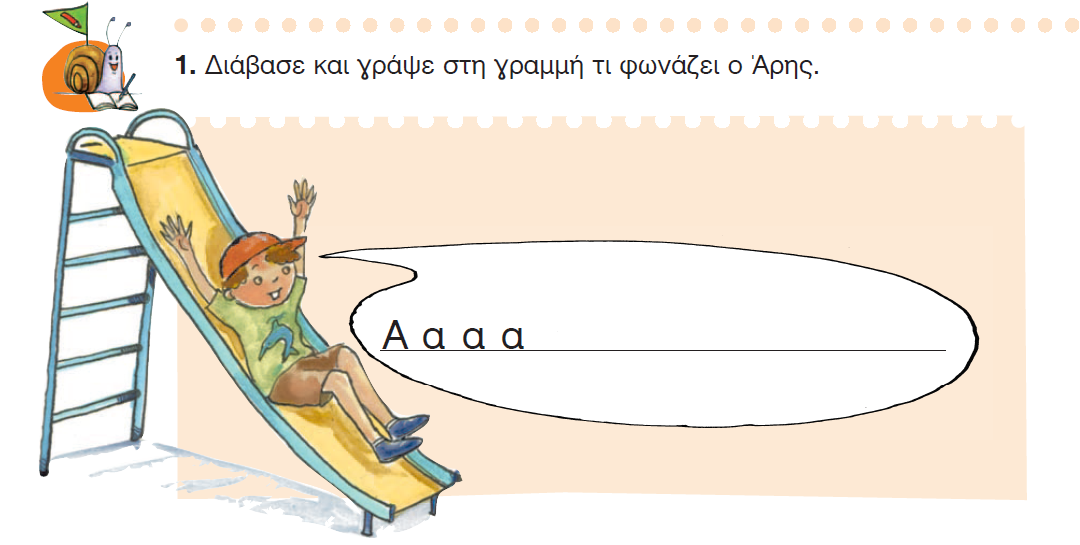 1. Διάβασε και γράψε στη γραμμή τι φωνάζει ο Άρης.
Α α α α